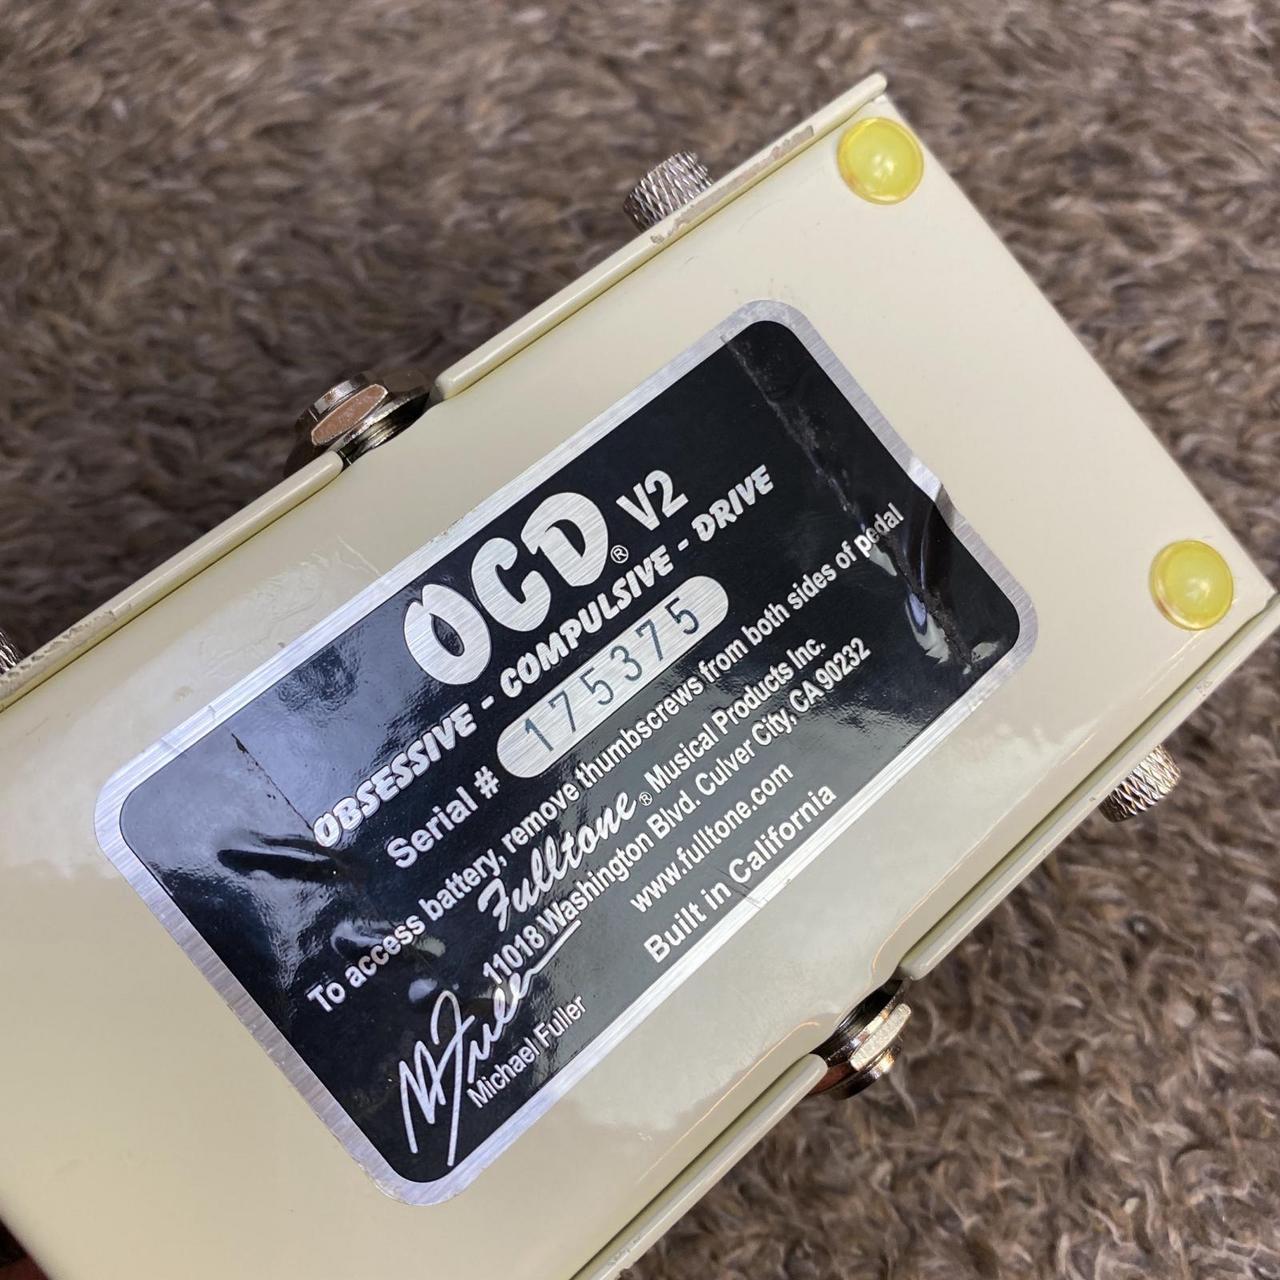 OCD® V2
OBSESSIVE - COMPULSIVE - DRIVE
Serial # 175375
To access battery, remove thumbscrews from both sides of pedal
Fulltone® Musical Products Inc.
11018 Washington Blvd. Culver City, CA 90232
www.fulltone.com
Built in California
M Fuller
Michael Fuller